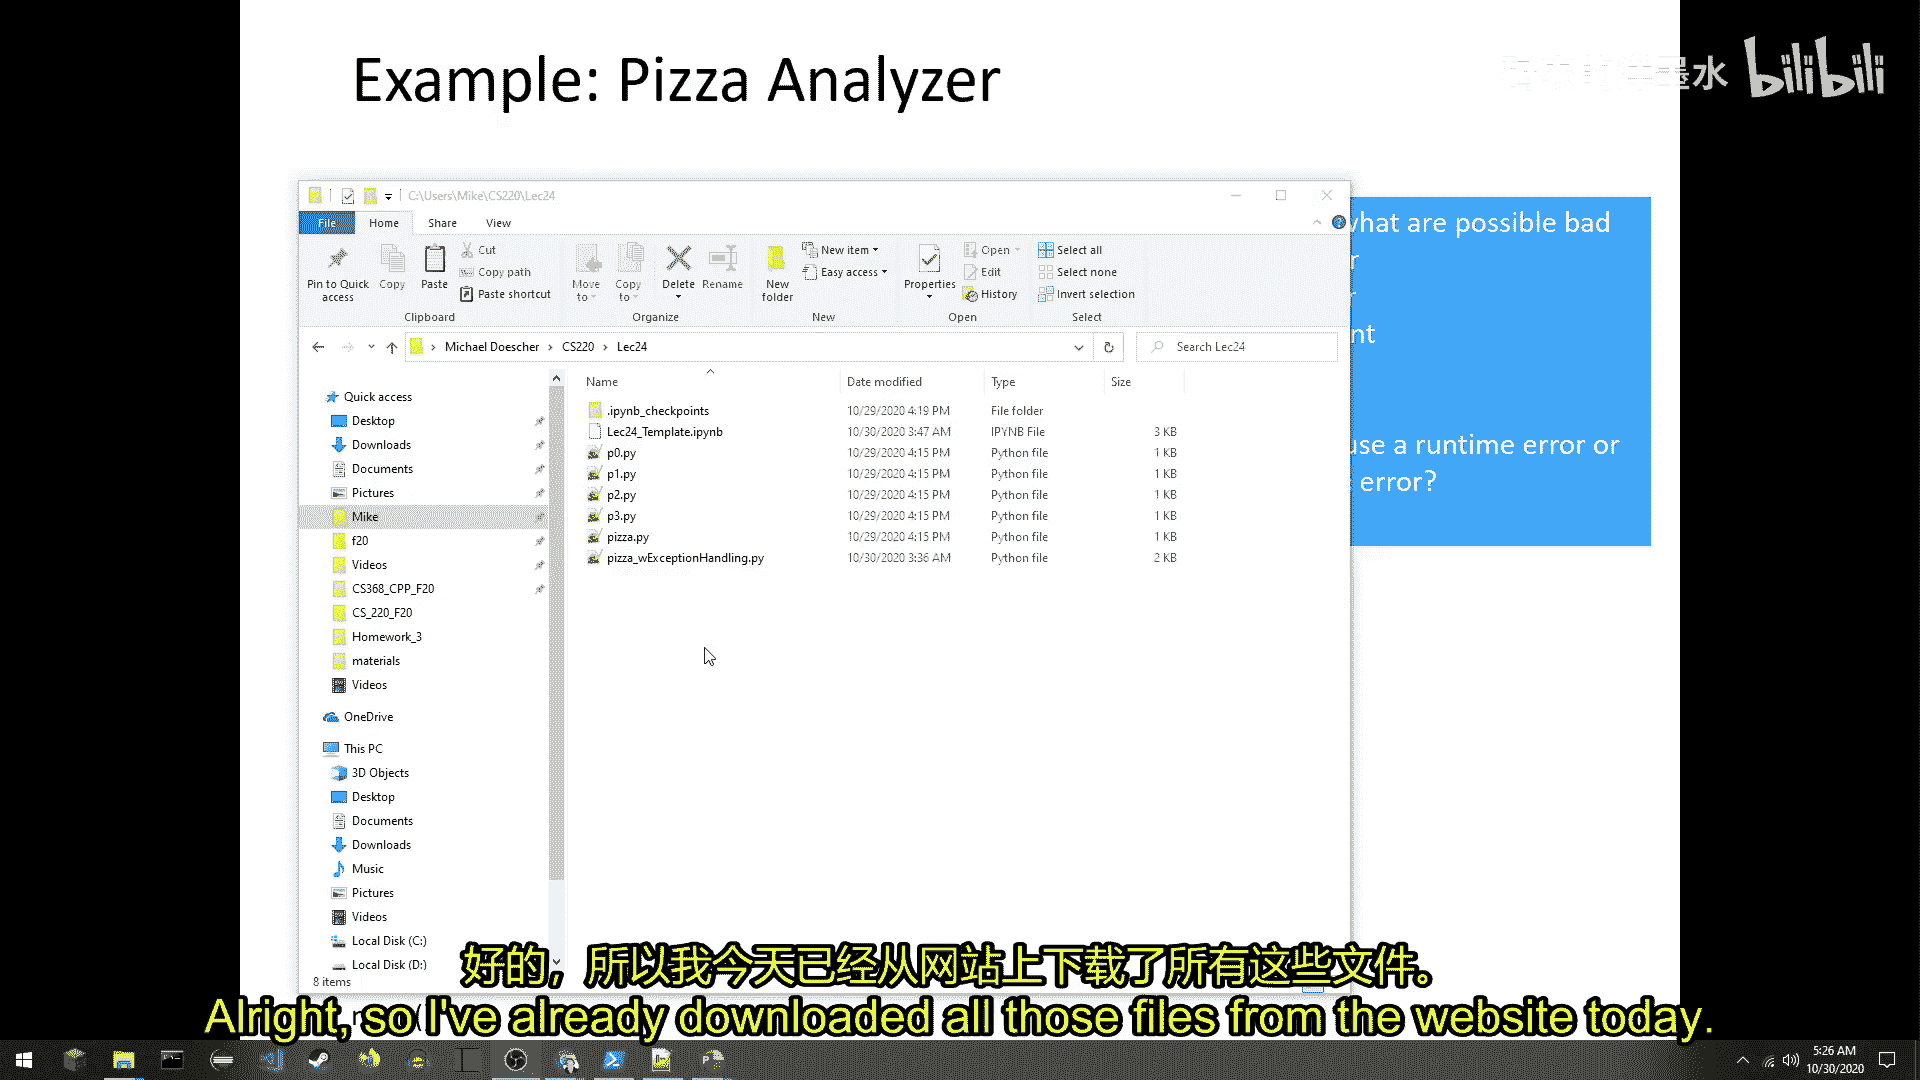 Example: Pizza Analyzer
墨水 bilibili
C:\Users\Mike\CS220\Lec24
File Home Share View
Pin to Quick access
Copy
Paste
Cut
Copy path
Paste shortcut
Clipboard
Move to
Copy to
Delete
Rename
Organize
New folder
New item
Easy access
New
Properties
Open
Edit
History
Open
Select all
Select none
Invert selection
Select
Michael Doescher > CS220 > Lec24
Search Lec24
Quick access
Desktop
Downloads
Documents
Pictures
Mike
f20
Videos
CS368_CPP_F20
CS_220_F20
Homework_3
materials
Videos
OneDrive
This PC
3D Objects
Desktop
Documents
Downloads
Music
Pictures
Videos
Local Disk (C:)
Local Disk (D:)
8 items
Name Date modified Type Size
.ipynb_checkpoints 10/29/2020 4:19 PM File folder
Lec24_Template.ipynb 10/30/2020 3:47 AM IPYNB File 3 KB
p0.py 10/29/2020 4:15 PM Python file 1 KB
p1.py 10/29/2020 4:15 PM Python file 1 KB
p2.py 10/29/2020 4:15 PM Python file 1 KB
p3.py 10/29/2020 4:15 PM Python file 1 KB
pizza.py 10/29/2020 4:15 PM Python file 1 KB
pizza_wExceptionHandling.py 10/30/2020 3:36 AM Python file 2 KB
what are possible bad
r
r
nt
use a runtime error or
error?
好的，所以我今天已经从网站上下载了所有这些文件。
Alright, so I've already downloaded all those files from the website today.
5:26 AM
10/30/2020